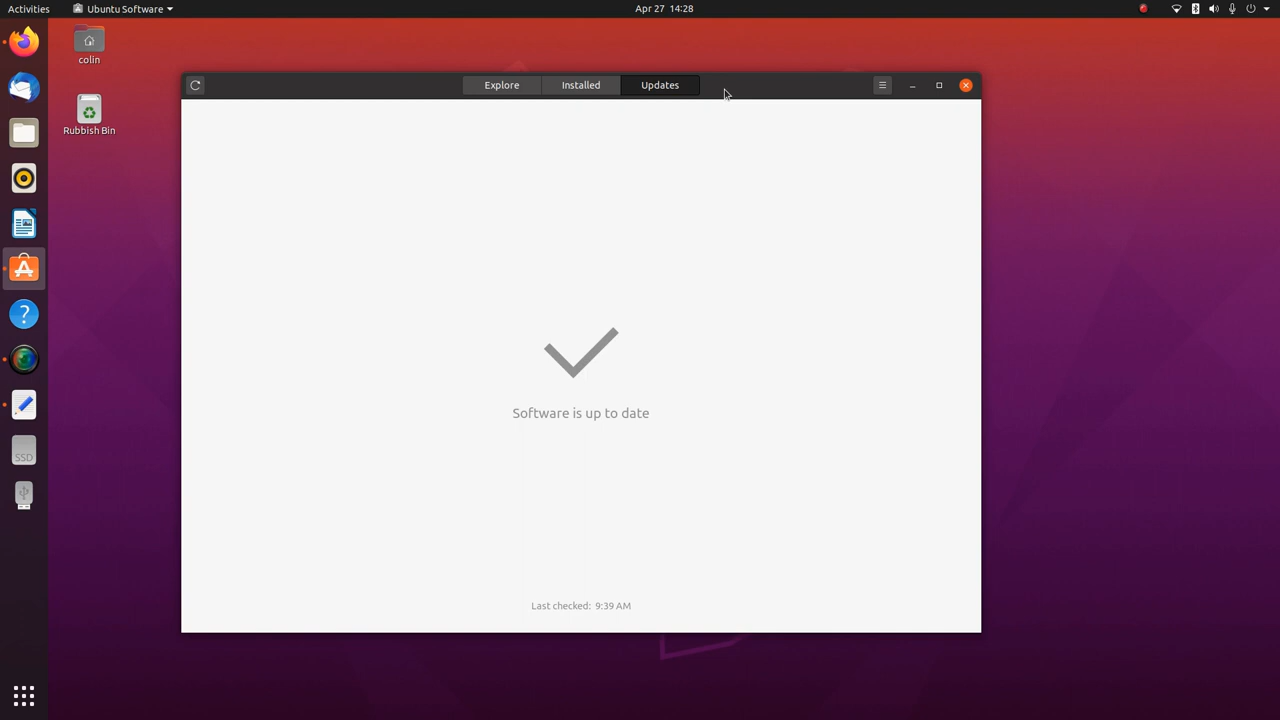 Activities
Ubuntu Software
Apr 27 14:28
colin
Rubbish Bin
Explore
Installed
Updates
Software is up to date
Last checked: 9:39 AM
SSD